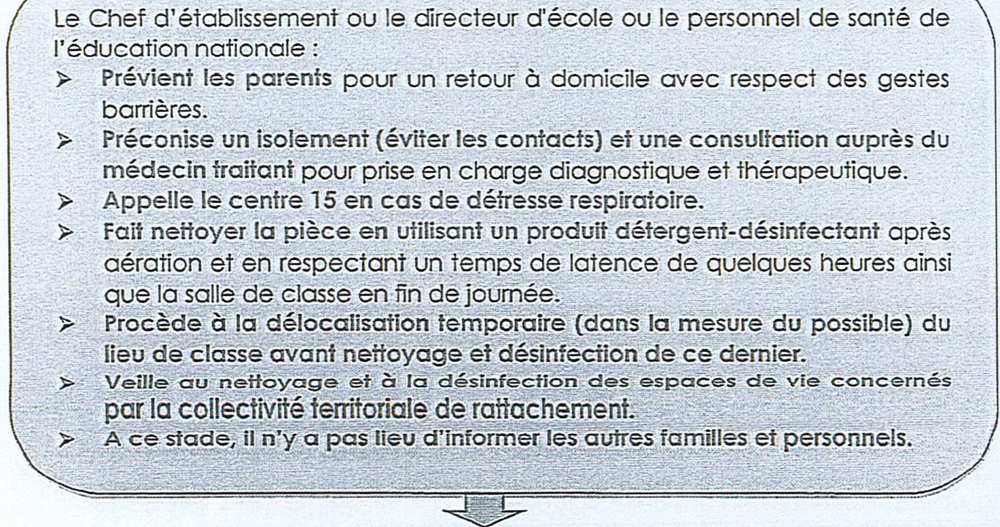 Le Chef d'établissement ou le directeur d'école ou le personnel de santé de
l'éducation nationale :
➢ Prévient les parents pour un retour à domicile avec respect des gestes
barrières.
➢ Préconise un isolement (éviter les contacts) et une consultation auprès du
médecin traitant pour prise en charge diagnostique et thérapeutique.
➢ Appelle le centre 15 en cas de détresse respiratoire.
➢ Fait nettoyer la pièce en utilisant un produit détergent-désinfectant après
aération et en respectant un temps de latence de quelques heures ainsi
que la salle de classe en fin de journée.
➢ Procède à la délocalisation temporaire (dans la mesure du possible) du
lieu de classe avant nettoyage et désinfection de ce dernier.
➢ Veille au nettoyage et à la désinfection des espaces de vie concernés
par la collectivité territoriale de rattachement.
➢ A ce stade, il n'y a pas lieu d'informer les autres familles et personnels.